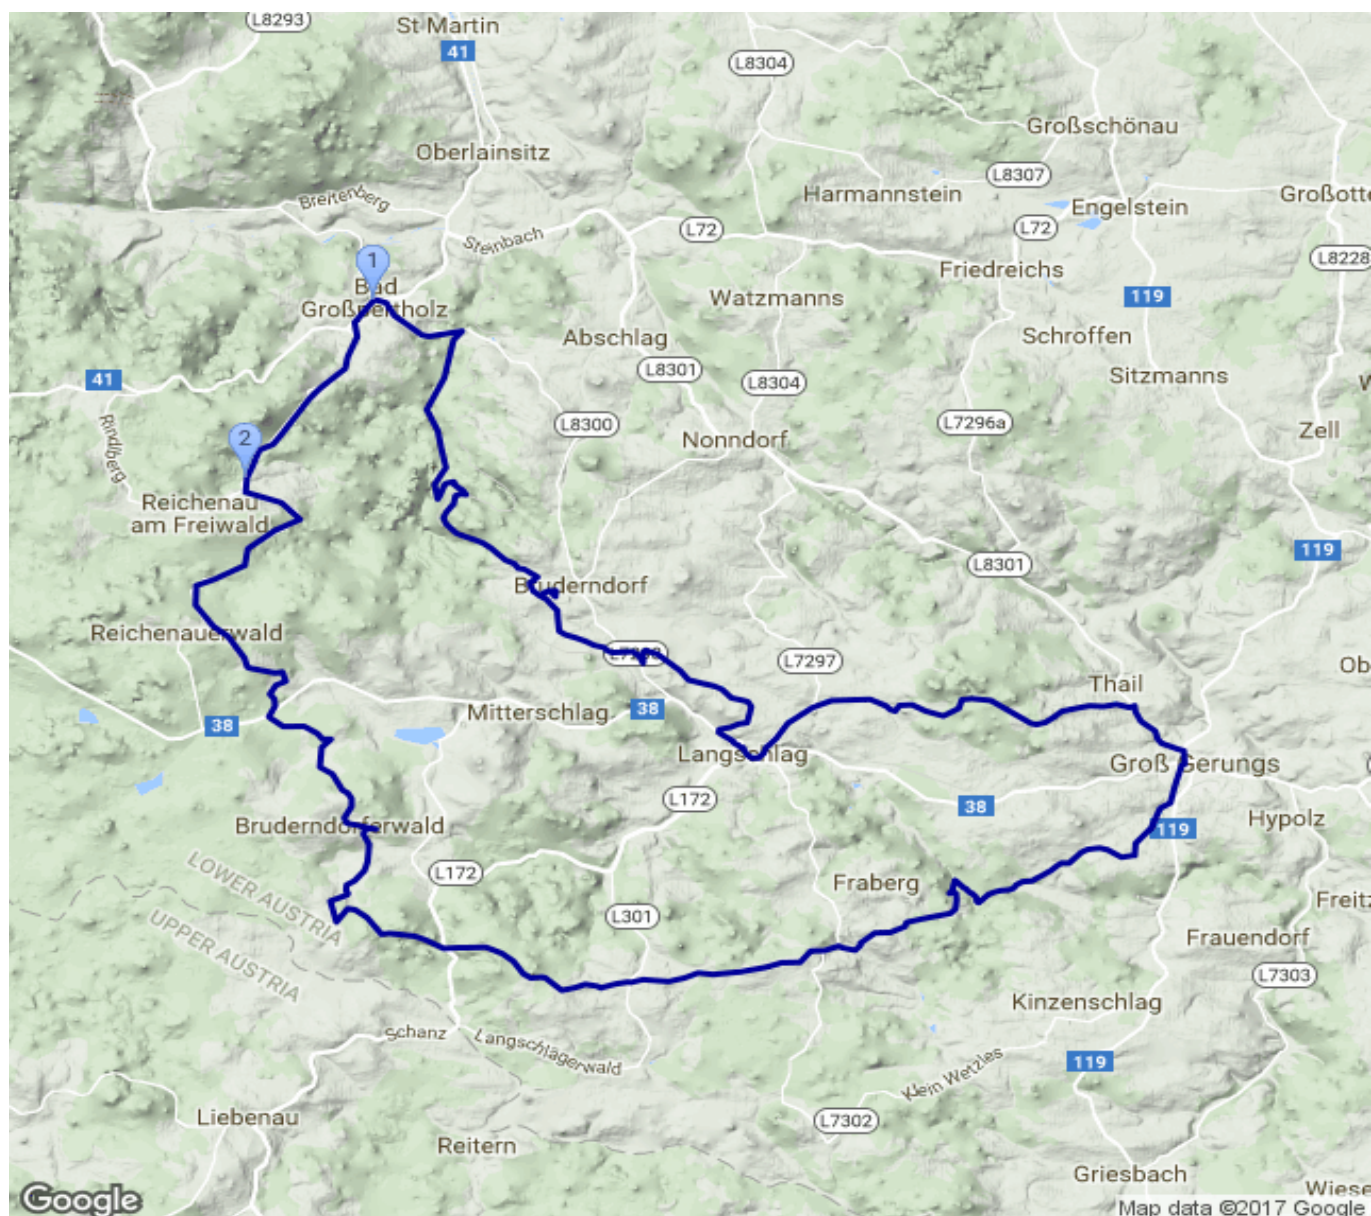 L8293
St Martin
41
L8304
Großschönau
Oberlainsitz
L8307
Harmannstein
Großotte
Breitenberg
Engelstein
Steinbach
L72
L72
L8228
1
Friedreichs
Bad
Großpertholz
Watzmanns
119
Abschlag
Schroffen
L8301
41
L8304
Sitzmanns
Rindlberg
L8300
L7296a
Zell
2
Nonndorf
Reichenau
am Freiwald
119
L8301
Bruderndorf
Reichenauerwald
L7297
Ob
Thail
Mitterschlag
38
38
Langschlag
Groß Gerungs
L172
38
Hypolz
Bruderndorferwald
119
L172
Fraberg
LOWER AUSTRIA
UPPER AUSTRIA
Freitz
L301
Frauendorf
L7303
Kinzenschlag
Schanz
Langschlägerwald
119
Klein Wetzles
Liebenau
L7302
Reitern
Griesbach
Wiese
Google
Map data ©2017 Google